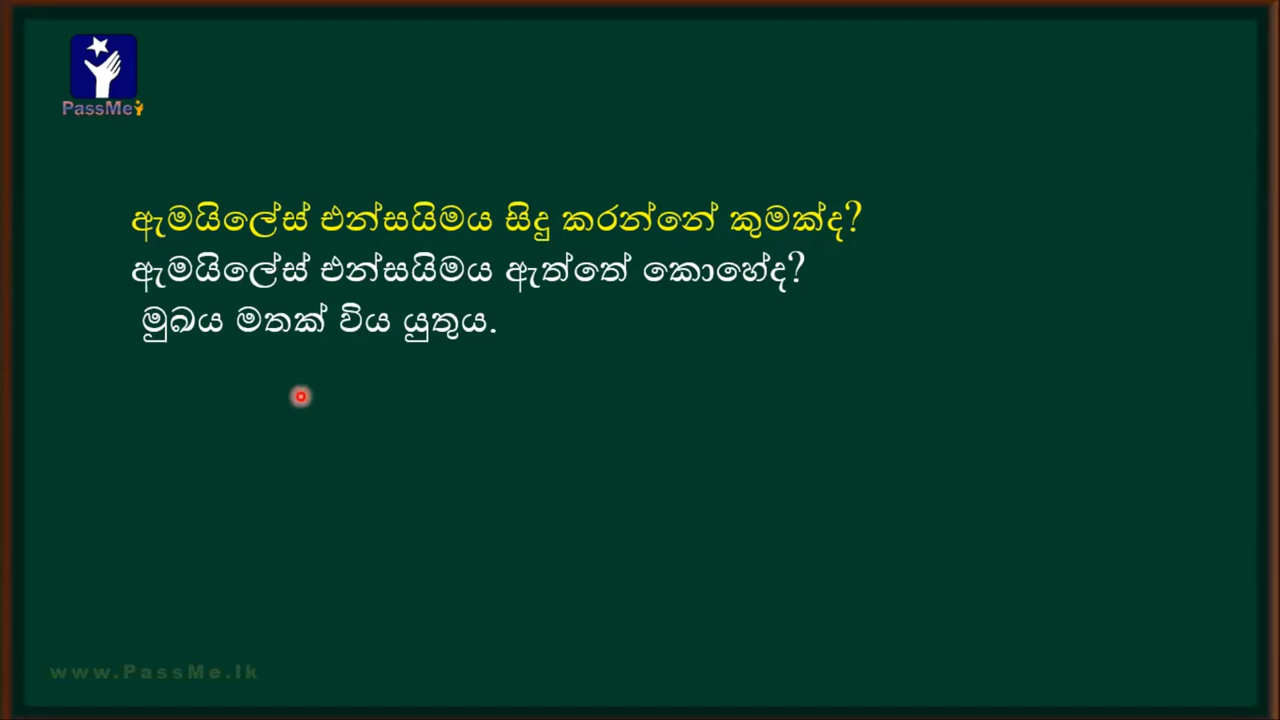 PassMe
ඇමයිලේස් එන්සයිමය සිදු කරන්නේ කුමක්ද?
ඇමයිලේස් එන්සයිමය ඇත්තේ කොහේද?
මුඛය මතක් විය යුතුය.
www.PassMe.lk